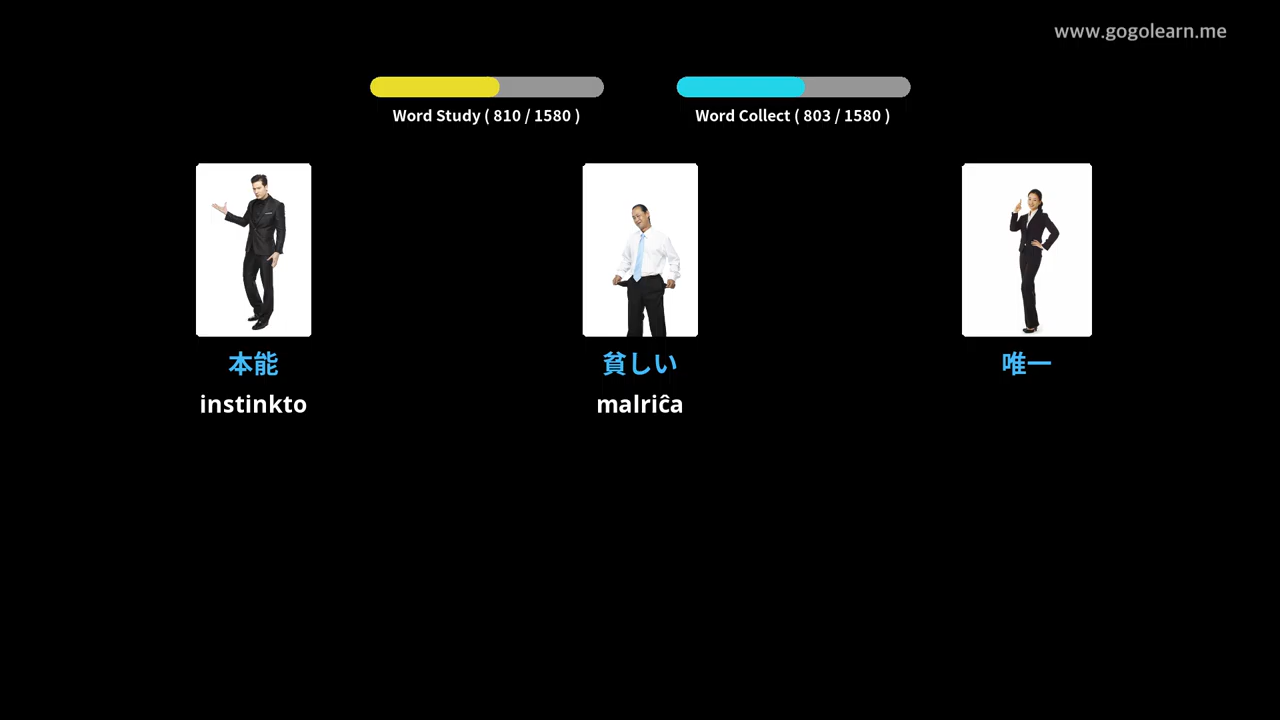 www.gogolearn.me
Word Study ( 810 / 1580 )
Word Collect ( 803 / 1580 )
本能
instinkto
貧しい
malriĉa
唯一